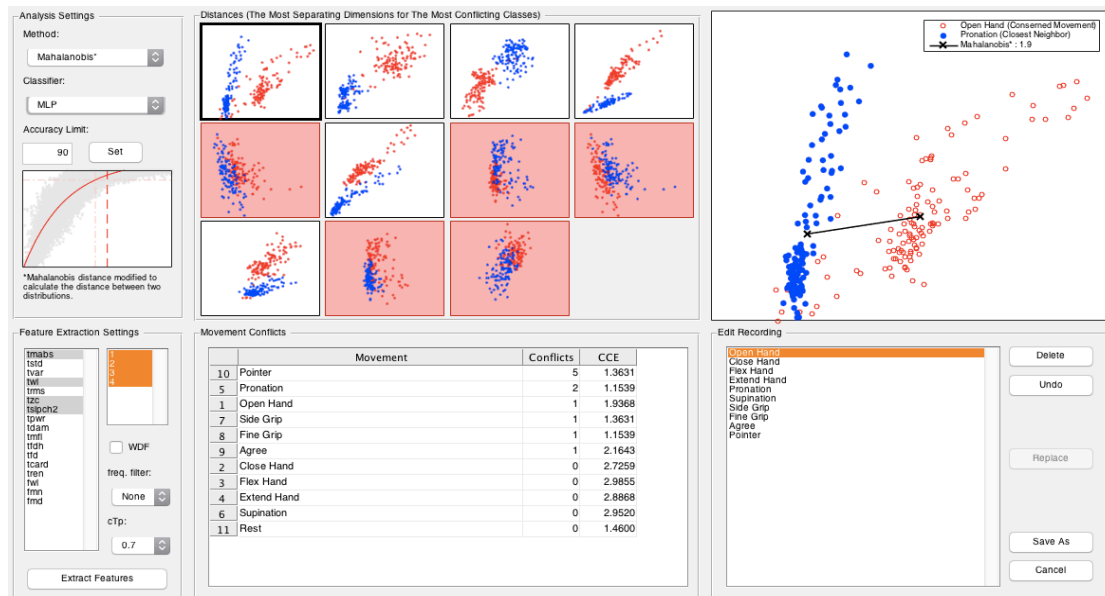 Analysis Settings
Method:
Mahalanobis*
Classifier:
MLP
Accuracy Limit:
90 Set
*Mahalanobis distance modified to
calculate the distance between two
distributions.
Distances (The Most Separating Dimensions for The Most Conflicting Classes)
Open Hand (Conserned Movement)
Pronation (Closest Neighbor)
Mahalanobis* : 1.9
Feature Extraction Settings
tmabs
tstd
tvar
twl
trms
tzc
tslpch2
tpwr
tdam
tmfl
tfdh
tfd
tcard
tren
fwl
fmn
fmd
1
2
3
4
WDF
freq. filter:
None
cTp:
0.7
Extract Features
Movement Conflicts
Movement Conflicts CCE
10 Pointer 5 1.3631
5 Pronation 2 1.1539
1 Open Hand 1 1.9368
7 Side Grip 1 1.3631
8 Fine Grip 1 1.1539
9 Agree 1 2.1643
2 Close Hand 0 2.7259
3 Flex Hand 0 2.9855
4 Extend Hand 0 2.8868
6 Supination 0 2.9520
11 Rest 0 1.4600
Edit Recording
Open Hand
Close Hand
Flex Hand
Extend Hand
Pronation
Supination
Side Grip
Fine Grip
Agree
Pointer
Delete
Undo
Replace
Save As
Cancel